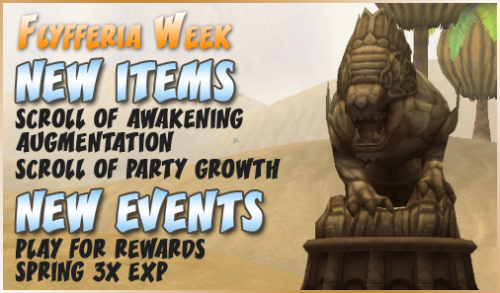 Flyfferia Week
NEW ITEMS
SCROLL OF AWAKENING
AUGMENTATION
SCROLL OF PARTY GROWTH
NEW EVENTS
PLAY FOR REWARDS
SPRING 3X EXP